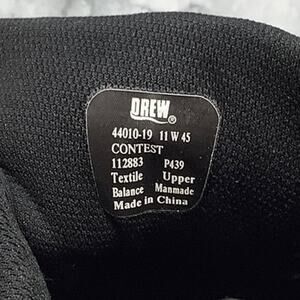 DREW®
44010-19 11 W 45
CONTEST
112883 P439
Textile Upper
Balance Manmade
Made in China